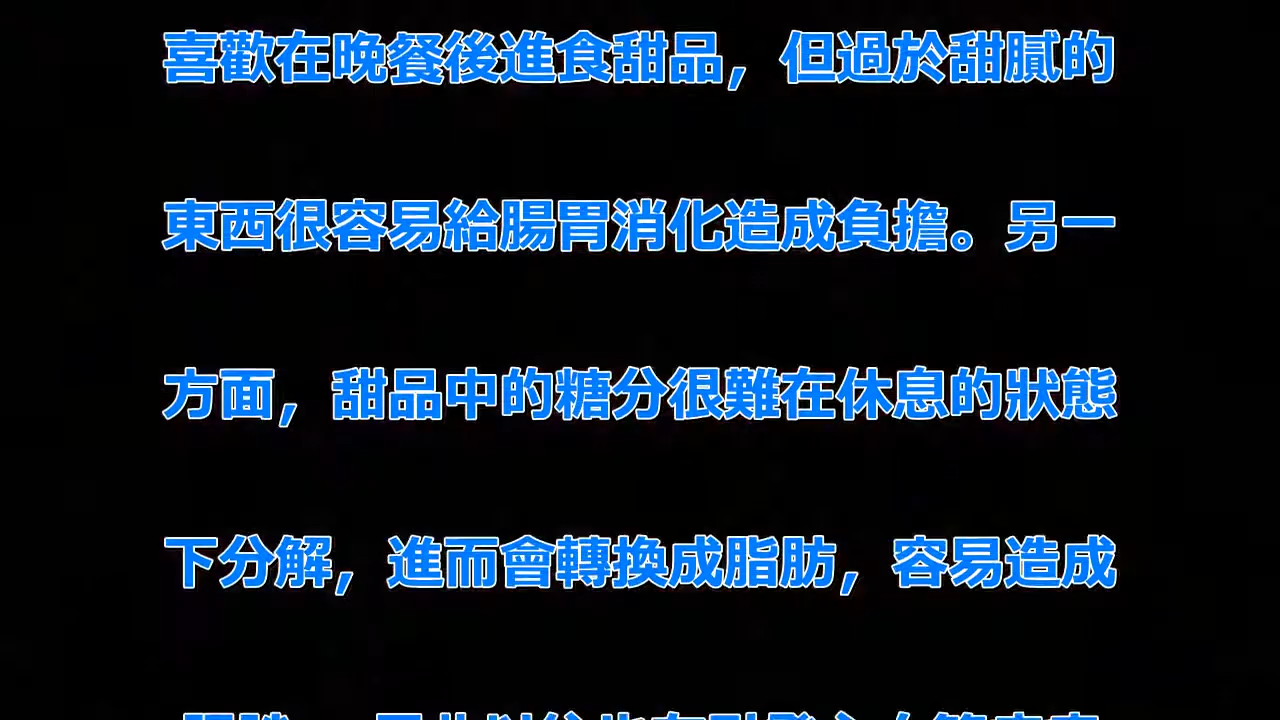 喜歡在晚餐後進食甜品，但過於甜膩的
東西很容易給腸胃消化造成負擔。另一
方面，甜品中的糖分很難在休息的狀態
下分解，進而會轉換成脂肪，容易造成